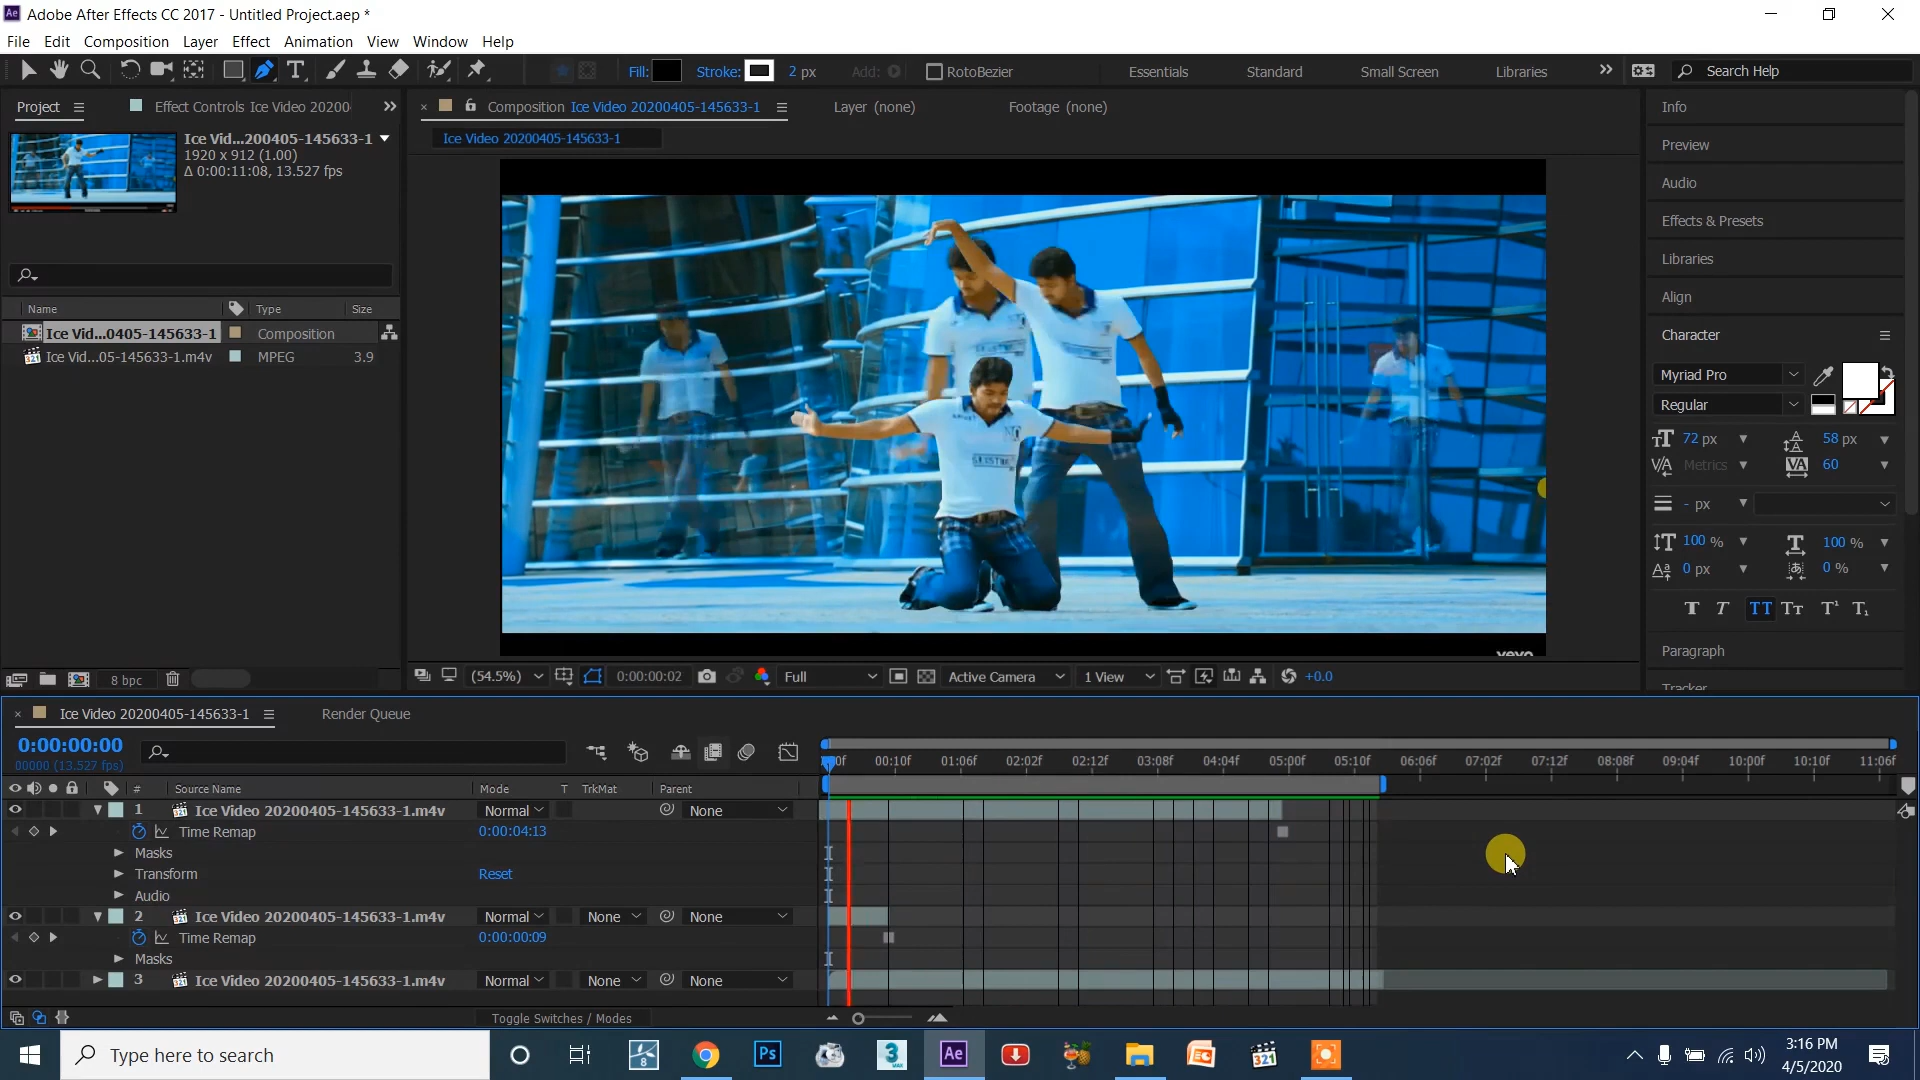 Adobe After Effects CC 2017 - Untitled Project.aep *
File Edit Composition Layer Effect Animation View Window Help
Fill: Stroke: 2 px Add: RotoBezier Essentials Standard Small Screen Libraries Search Help
Project Effect Controls Ice Video 20200 Composition Ice Video 20200405-145633-1 Layer (none) Footage (none)
Ice Video 20200405-145633-1
Ice Vid...200405-145633-1
1920 x 912 (1.00)
Δ 0:00:11:08, 13.527 fps
Name Type Size
Ice Vid...0405-145633-1 Composition
Ice Vid...05-145633-1.m4v MPEG 3.9
8 bpc
vevo
(54.5%) 0:00:00:02 Full Active Camera 1 View +0.0
Info
Preview
Audio
Effects & Presets
Libraries
Align
Character
Myriad Pro
Regular
72 px 58 px
Metrics 60
- px
100 % 100 %
0 px 0 %
T T TT Tт T¹ T₁
Paragraph
Tracker
Ice Video 20200405-145633-1 Render Queue
0:00:00:00
00000 (13.527 fps)
00f 00:10f 01:06f 02:02f 02:12f 03:08f 04:04f 05:00f 05:10f 06:06f 07:02f 07:12f 08:08f 09:04f 10:00f 10:10f 11:06f
# Source Name Mode T TrkMat Parent
1 Ice Video 20200405-145633-1.m4v Normal None
Time Remap 0:00:04:13
Masks
Transform Reset
Audio
2 Ice Video 20200405-145633-1.m4v Normal None None
Time Remap 0:00:00:09
Masks
3 Ice Video 20200405-145633-1.m4v Normal None None
Toggle Switches / Modes
Type here to search
3:16 PM
4/5/2020